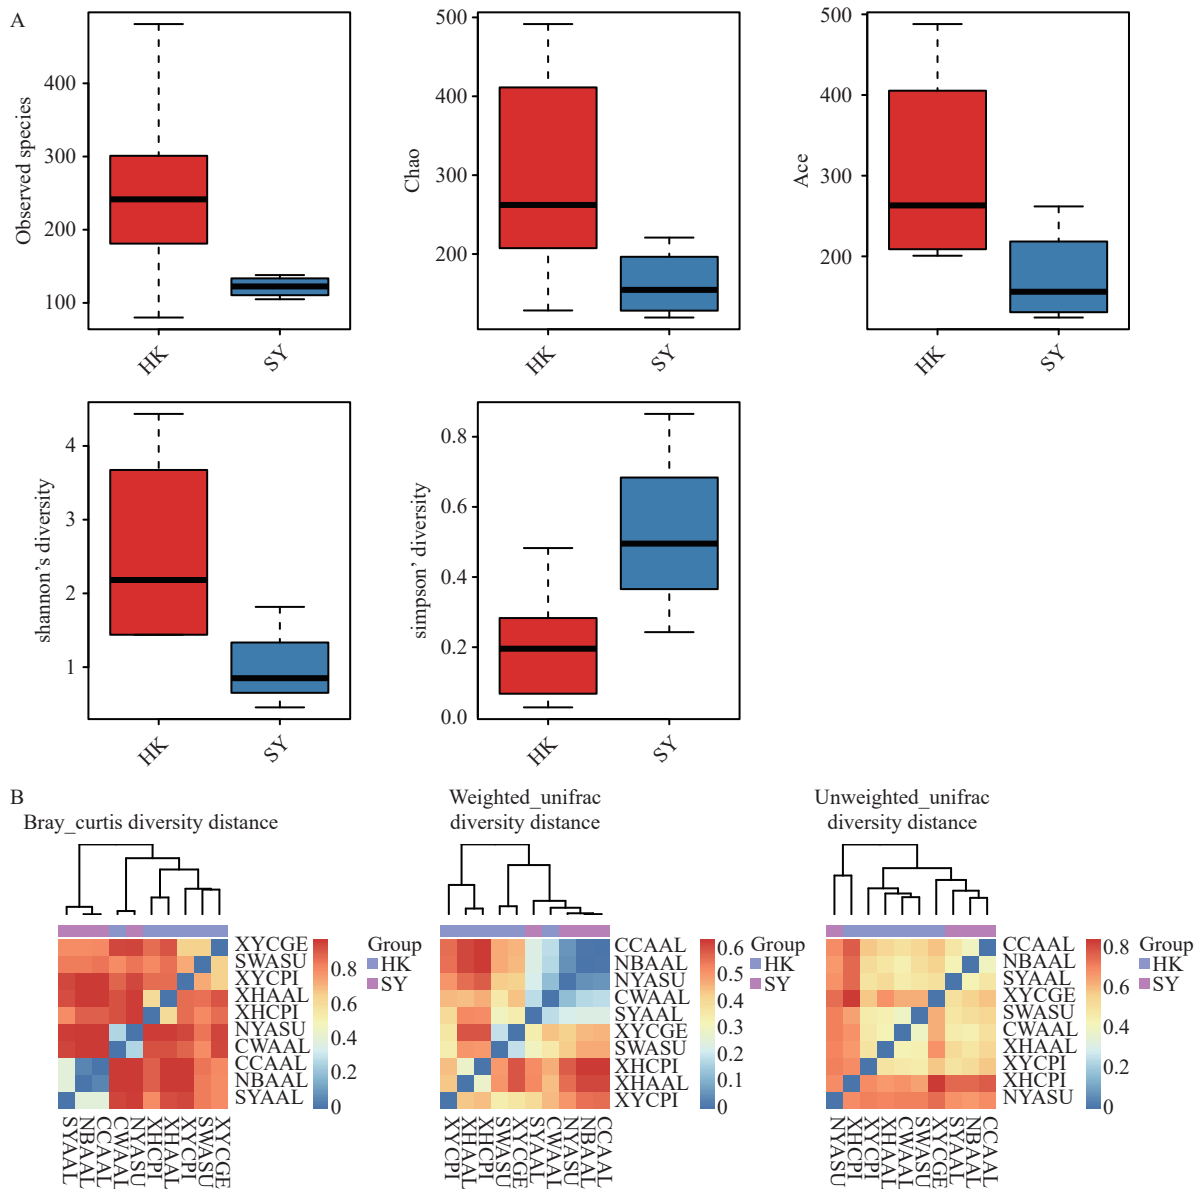 A
Observed species
400
300
200
100
HK
SY
Chao
500
400
300
200
HK
SY
Ace
500
400
300
200
HK
SY
shannon's diversity
4
3
2
1
HK
SY
simpson' diversity
0.8
0.6
0.4
0.2
0.0
HK
SY
B
Bray_curtis diversity distance
XYCGE
SWASU
XYCPI
XHAAL
XHCPI
NYASU
CWAAL
CCAAL
NBAAL
SYAAL
SYAAL
NBAAL
CCAAL
CWAAL
NYASU
XHCPI
XHAAL
XYCPI
SWASU
XYCGE
0.8
0.6
0.4
0.2
0
Group
HK
SY
Weighted_unifrac
diversity distance
CCAAL
NBAAL
NYASU
CWAAL
SYAAL
XYCGE
SWASU
XHCPI
XHAAL
XYCPI
XYCPI
XHAAL
XHCPI
SWASU
XYCGE
SYAAL
CWAAL
NYASU
NBAAL
CCAAL
0.6
0.5
0.4
0.3
0.2
0.1
0
Group
HK
SY
Unweighted_unifrac
diversity distance
CCAAL
NBAAL
SYAAL
XYCGE
SWASU
CWAAL
XHAAL
XYCPI
XHCPI
NYASU
NYASU
XHCPI
XYCPI
XHAAL
CWAAL
SWASU
XYCGE
SYAAL
NBAAL
CCAAL
0.8
0.6
0.4
0.2
0
Group
HK
SY